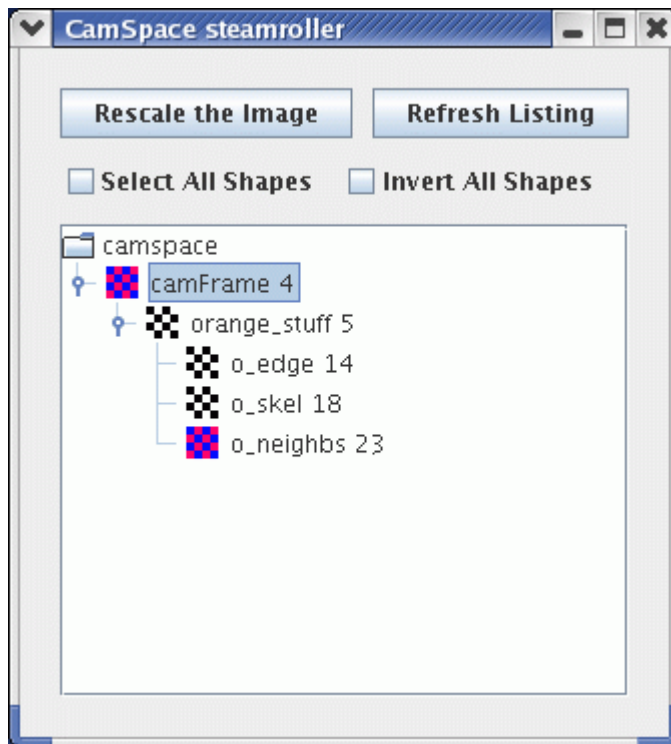 CamSpace steamroller
Rescale the Image Refresh Listing
Select All Shapes Invert All Shapes
camspace
camFrame 4
orange_stuff 5
o_edge 14
o_skel 18
o_neighbs 23